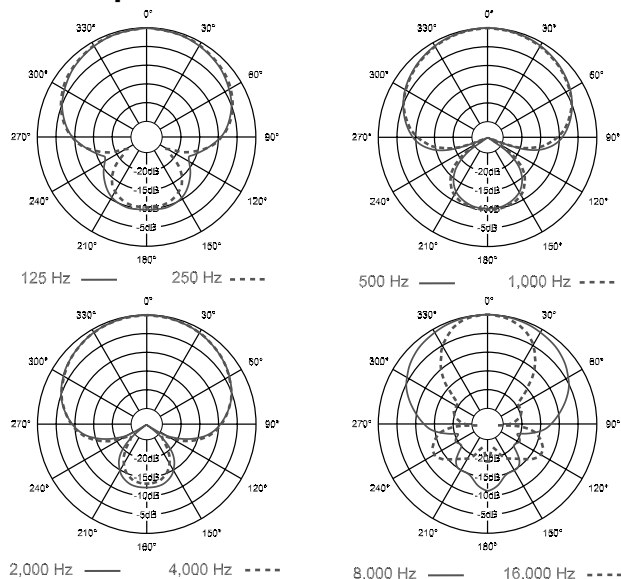 0° 0°
330° 30° 330° 30°
300° 60° 300° 60°
270° 90° 270° 90°
-20dB -20dB
-15dB -15dB
240° 120° 240° 120°
-10dB -10dB
-5dB -5dB
210° 150° 210° 150°
180° 180°
125 Hz 250 Hz 500 Hz 1,000 Hz
0° 0°
330° 30° 330° 30°
300° 60° 300° 60°
270° 90° 270° 90°
-20dB -20dB
-15dB -15dB
240° 120° 240° 120°
-10dB -10dB
-5dB -5dB
210° 150° 210° 150°
180° 180°
2,000 Hz 4,000 Hz 8.000 Hz 16.000 Hz